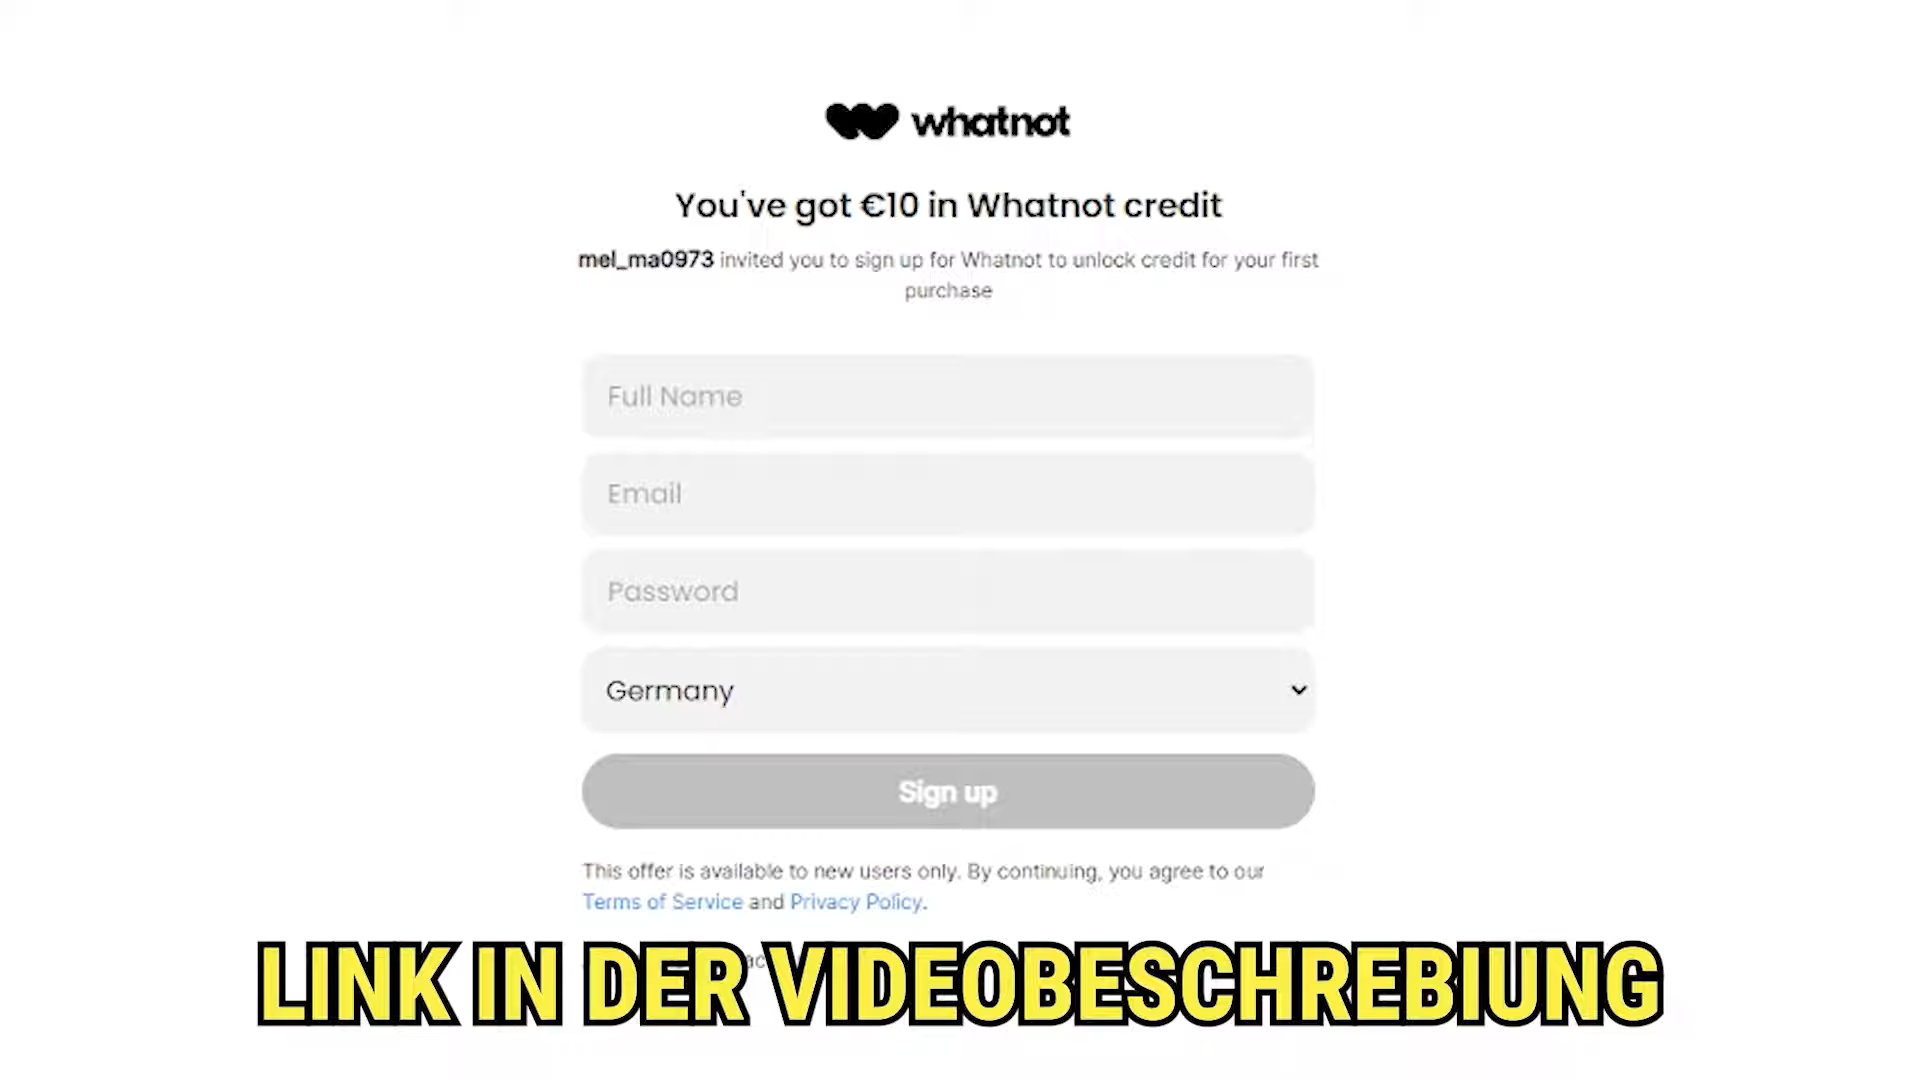 whatnot
You've got €10 in Whatnot credit
mel_ma0973 invited you to sign up for Whatnot to unlock credit for your first
purchase
Full Name
Email
Password
Germany
Sign up
This offer is available to new users only. By continuing, you agree to our
Terms of Service and Privacy Policy.
LINK IN DER VIDEOBESCHREBIUNG